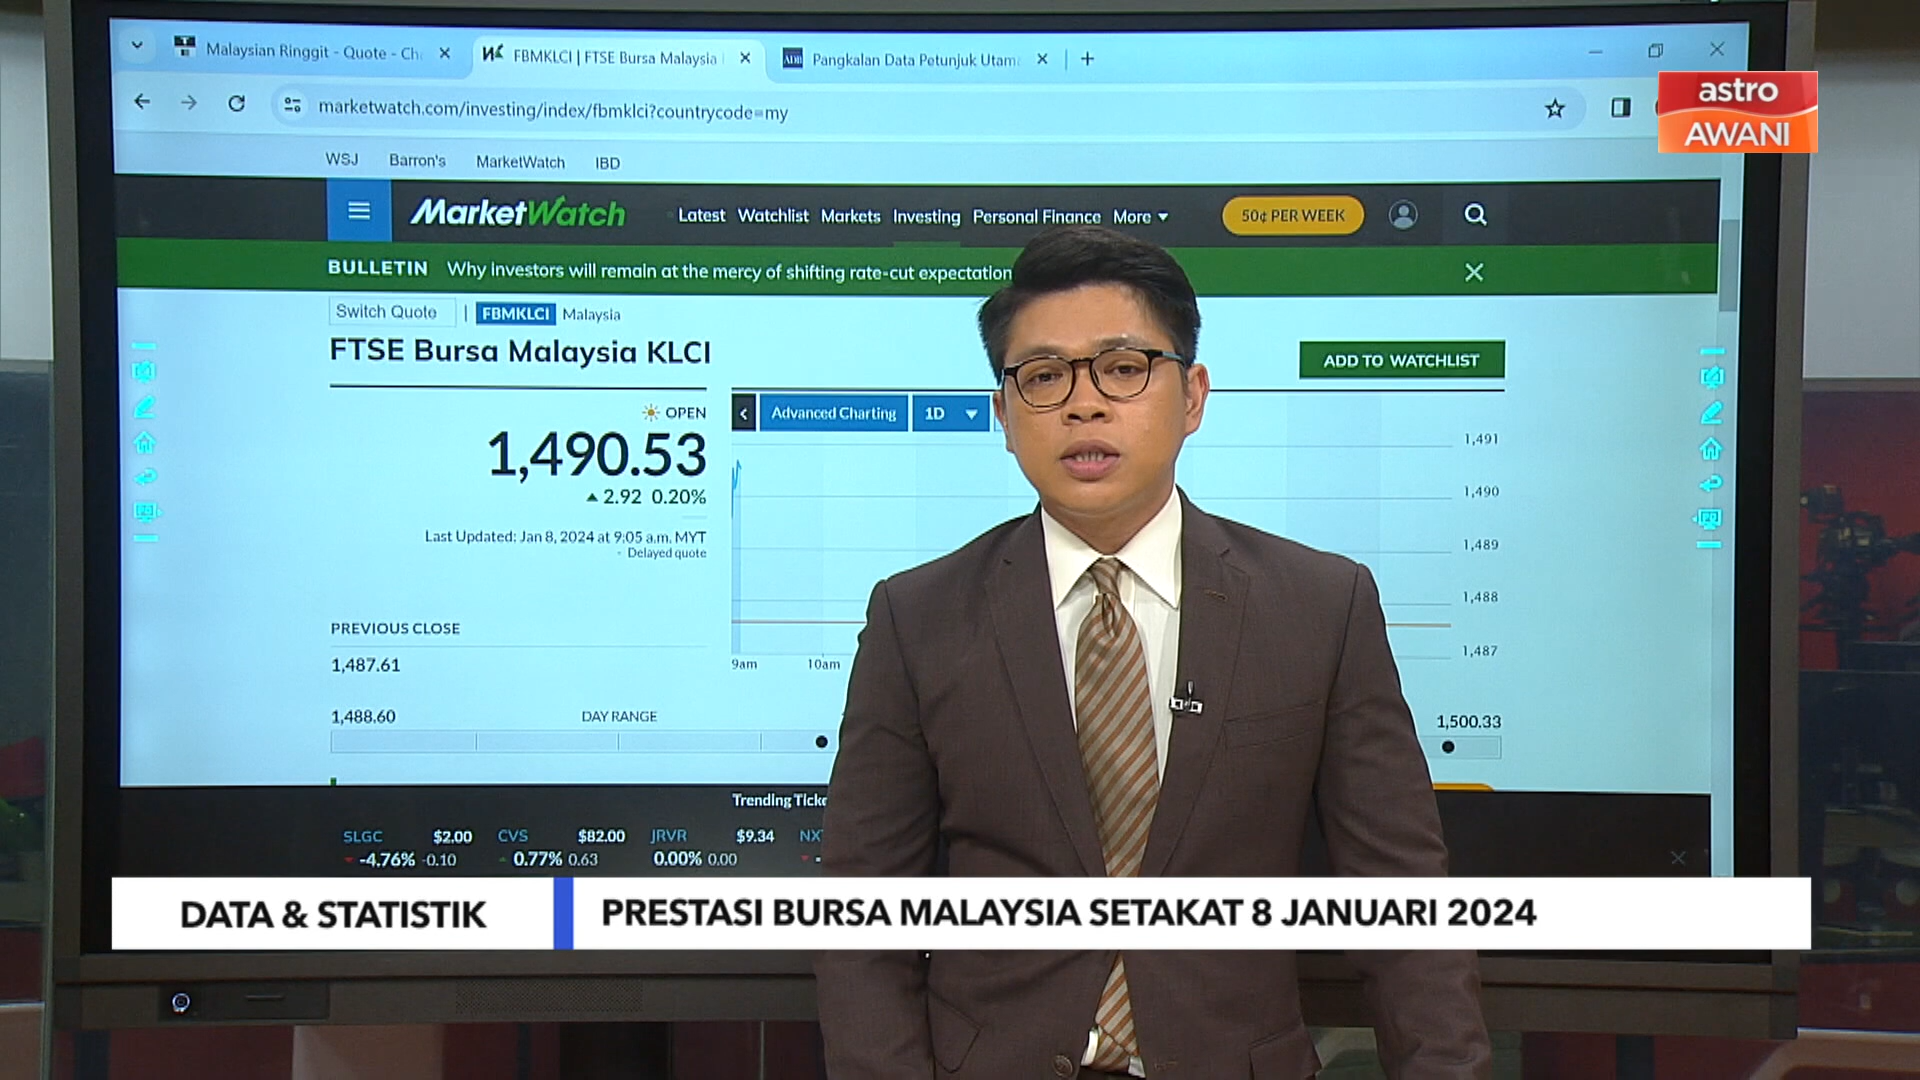 Malaysian Ringgit - Quote - Ch
FBMKLCI | FTSE Bursa Malaysia
Pangkalan Data Petunjuk Utama
marketwatch.com/investing/index/fbmklci?countrycode=my
astro
AWANI
WSJ Barron's MarketWatch IBD
MarketWatch Latest Watchlist Markets Investing Personal Finance More 50¢ PER WEEK
BULLETIN Why investors will remain at the mercy of shifting rate-cut expectation
Switch Quote | FBMKLCI Malaysia
FTSE Bursa Malaysia KLCI
ADD TO WATCHLIST
OPEN
Advanced Charting 1D
1,490.53
2.92 0.20%
Last Updated: Jan 8, 2024 at 9:05 a.m. MYT
- Delayed quote
1,491
1,490
1,489
1,488
1,487
9am 10am
PREVIOUS CLOSE
1,487.61
1,488.60 DAY RANGE
1,500.33
Trending Ticke
SLGC $2.00 CVS $82.00 JRVR $9.34 NX
-4.76% -0.10 0.77% 0.63 0.00% 0.00
DATA & STATISTIK
PRESTASI BURSA MALAYSIA SETAKAT 8 JANUARI 2024